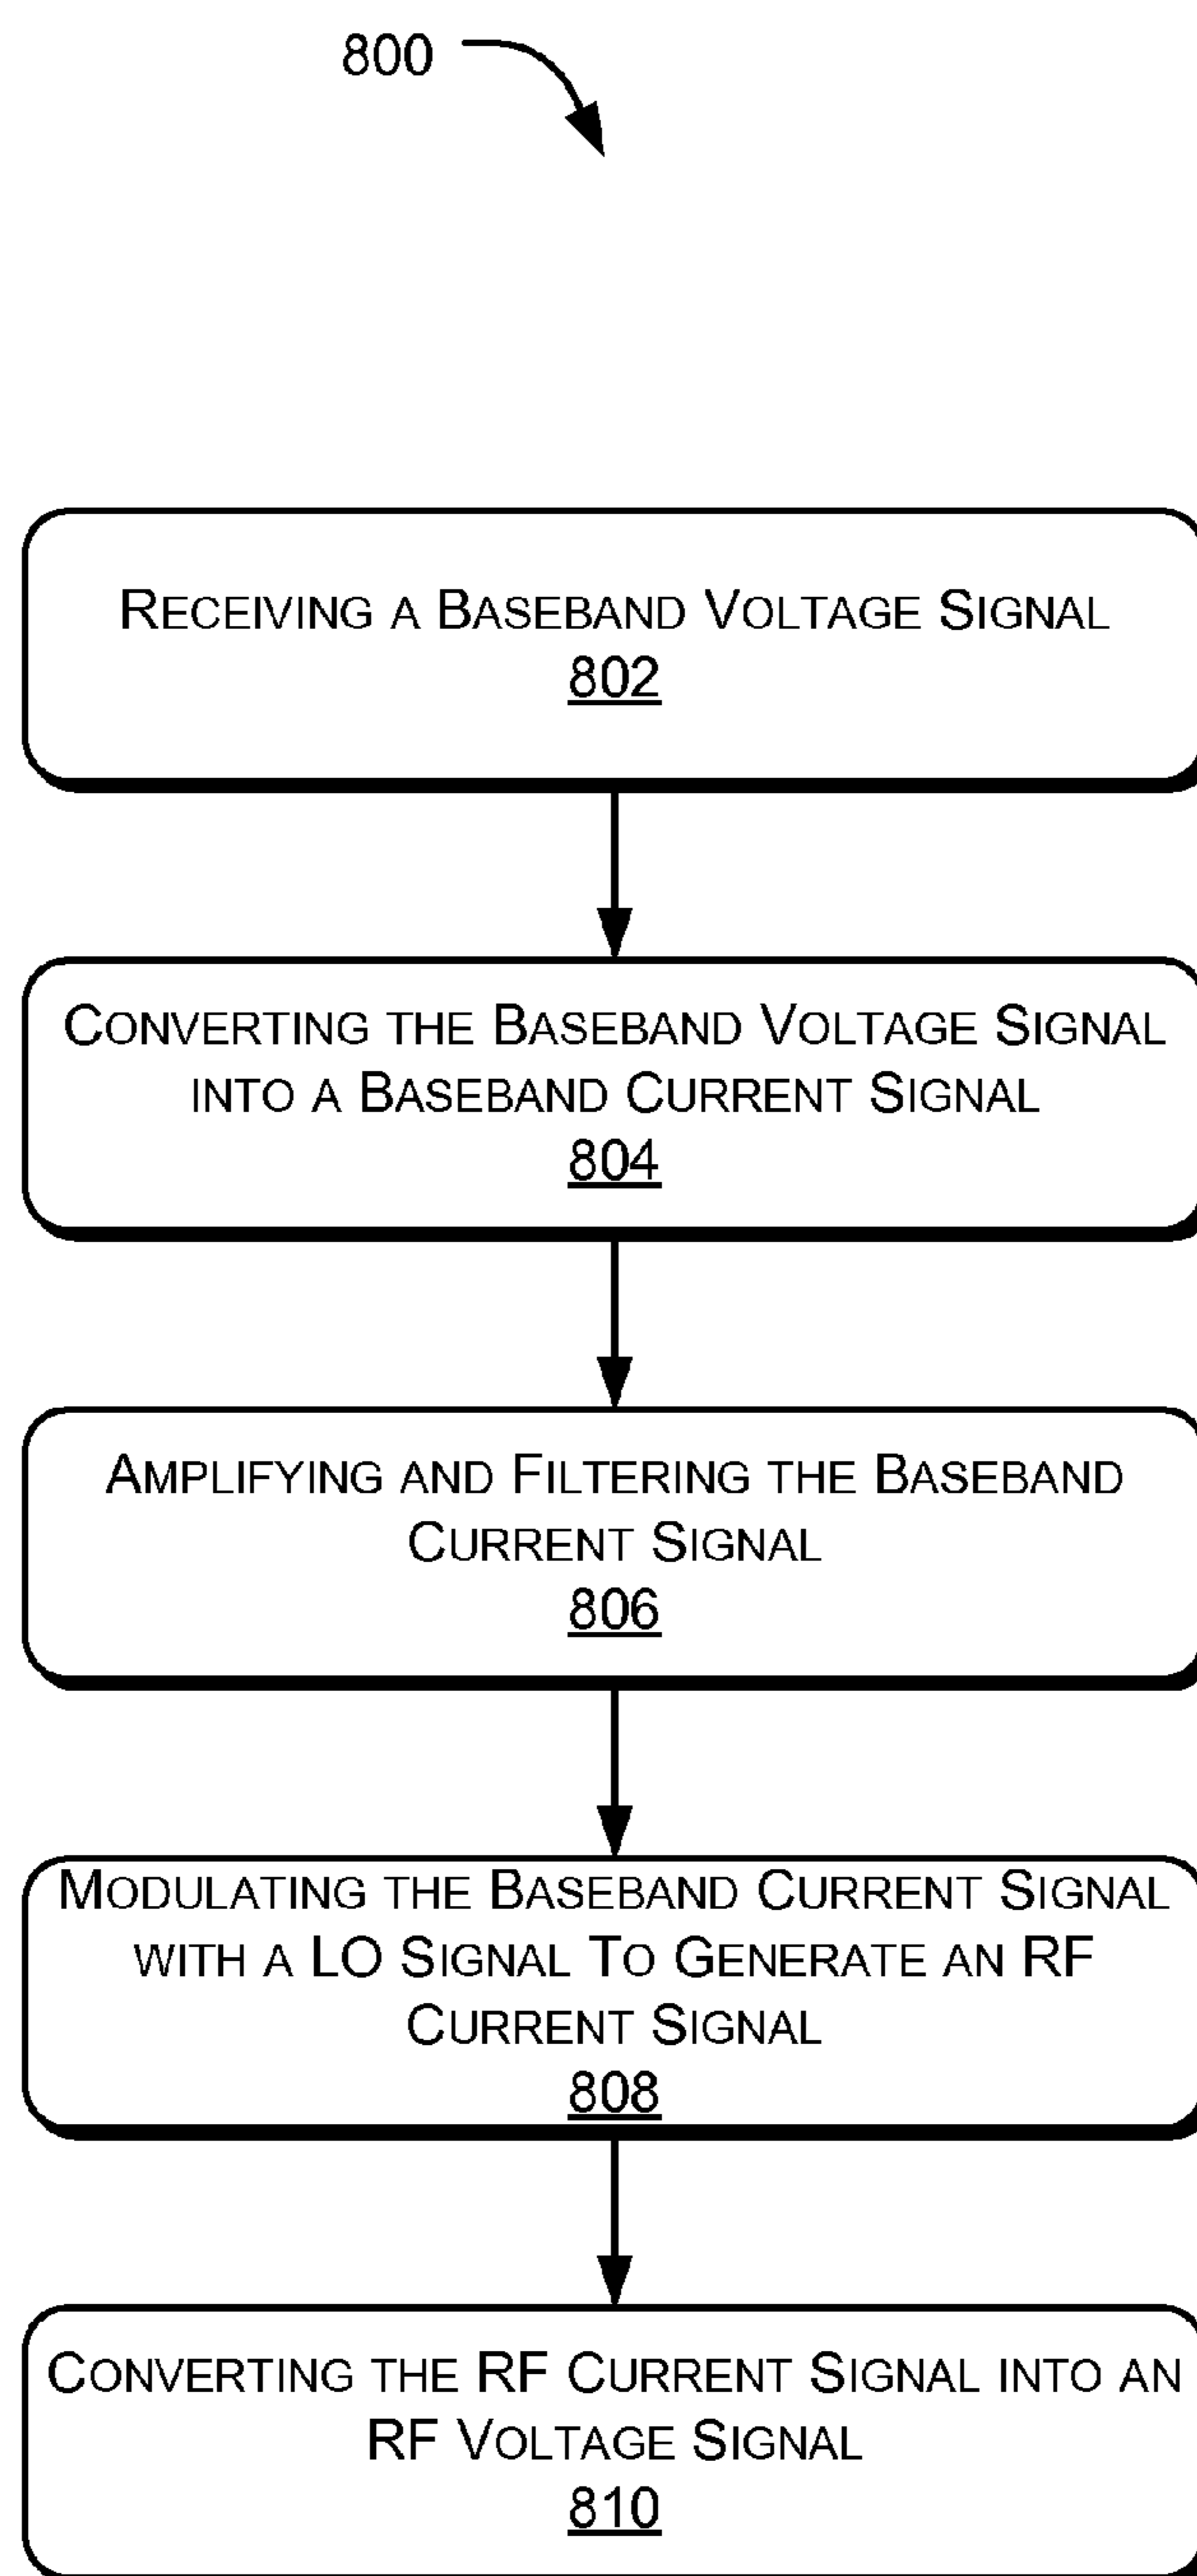 800
RECEIVING A BASEBAND VOLTAGE SIGNAL
802
CONVERTING THE BASEBAND VOLTAGE SIGNAL
INTO A BASEBAND CURRENT SIGNAL
804
AMPLIFYING AND FILTERING THE BASEBAND
CURRENT SIGNAL
806
MODULATING THE BASEBAND CURRENT SIGNAL
WITH A LO SIGNAL TO GENERATE AN RF
CURRENT SIGNAL
808
CONVERTING THE RF CURRENT SIGNAL INTO AN
RF VOLTAGE SIGNAL
810